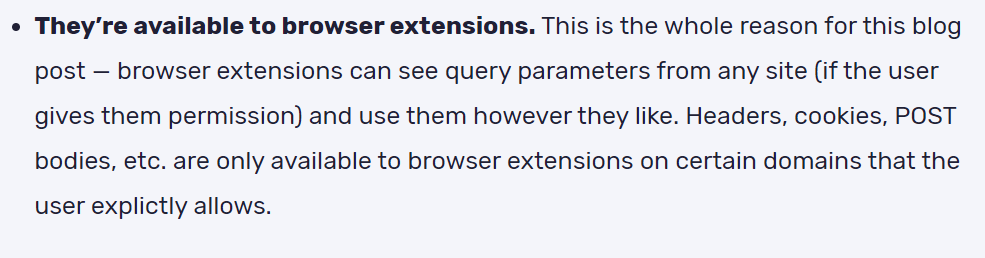 • They're available to browser extensions. This is the whole reason for this blog
post — browser extensions can see query parameters from any site (if the user
gives them permission) and use them however they like. Headers, cookies, POST
bodies, etc. are only available to browser extensions on certain domains that the
user explictly allows.